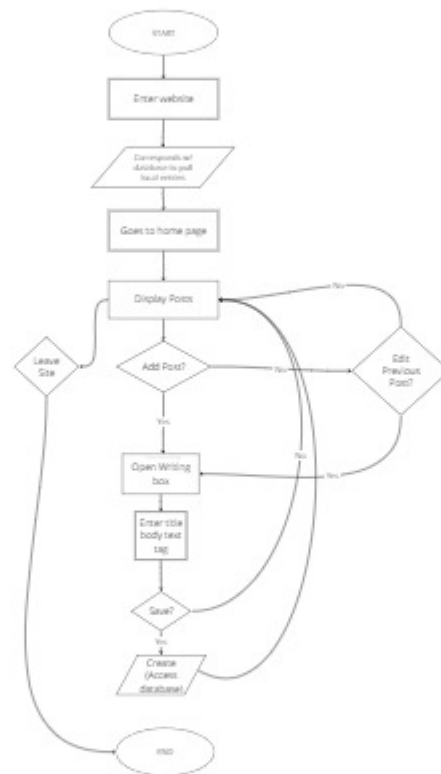 START
Enter website
Corresponds w/
database to pull
local entries
Goes to home page
Display Posts
No
Leave
Site
Add Post?
No
Edit
Previous
Post?
Yes
Open Writing
box
Yes
No
Enter title
body text
tag
Save?
Yes
Create
(Access
database)
END